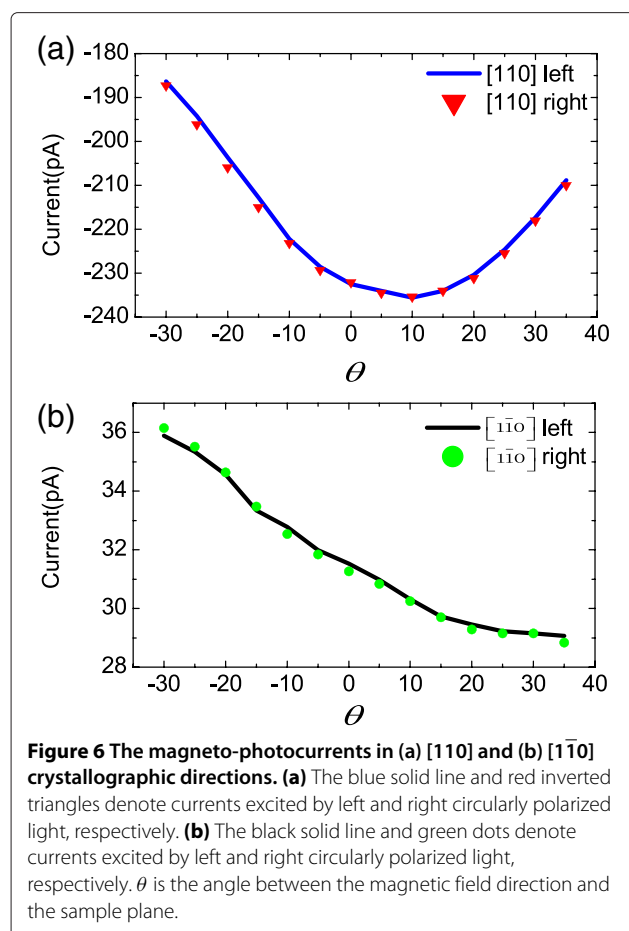 (a)
-180
-190
-200
-210
-220
-230
-240
Current(pA)
[110] left
[110] right
-30 -20 -10 0 10 20 30 40
θ
(b)
36
34
32
30
28
Current(pA)
[11̅0] left
[11̅0] right
-30 -20 -10 0 10 20 30 40
θ
Figure 6 The magneto-photocurrents in (a) [110] and (b) [11̅0]
crystallographic directions. (a) The blue solid line and red inverted
triangles denote currents excited by left and right circularly polarized
light, respectively. (b) The black solid line and green dots denote
currents excited by left and right circularly polarized light,
respectively. θ is the angle between the magnetic field direction and
the sample plane.